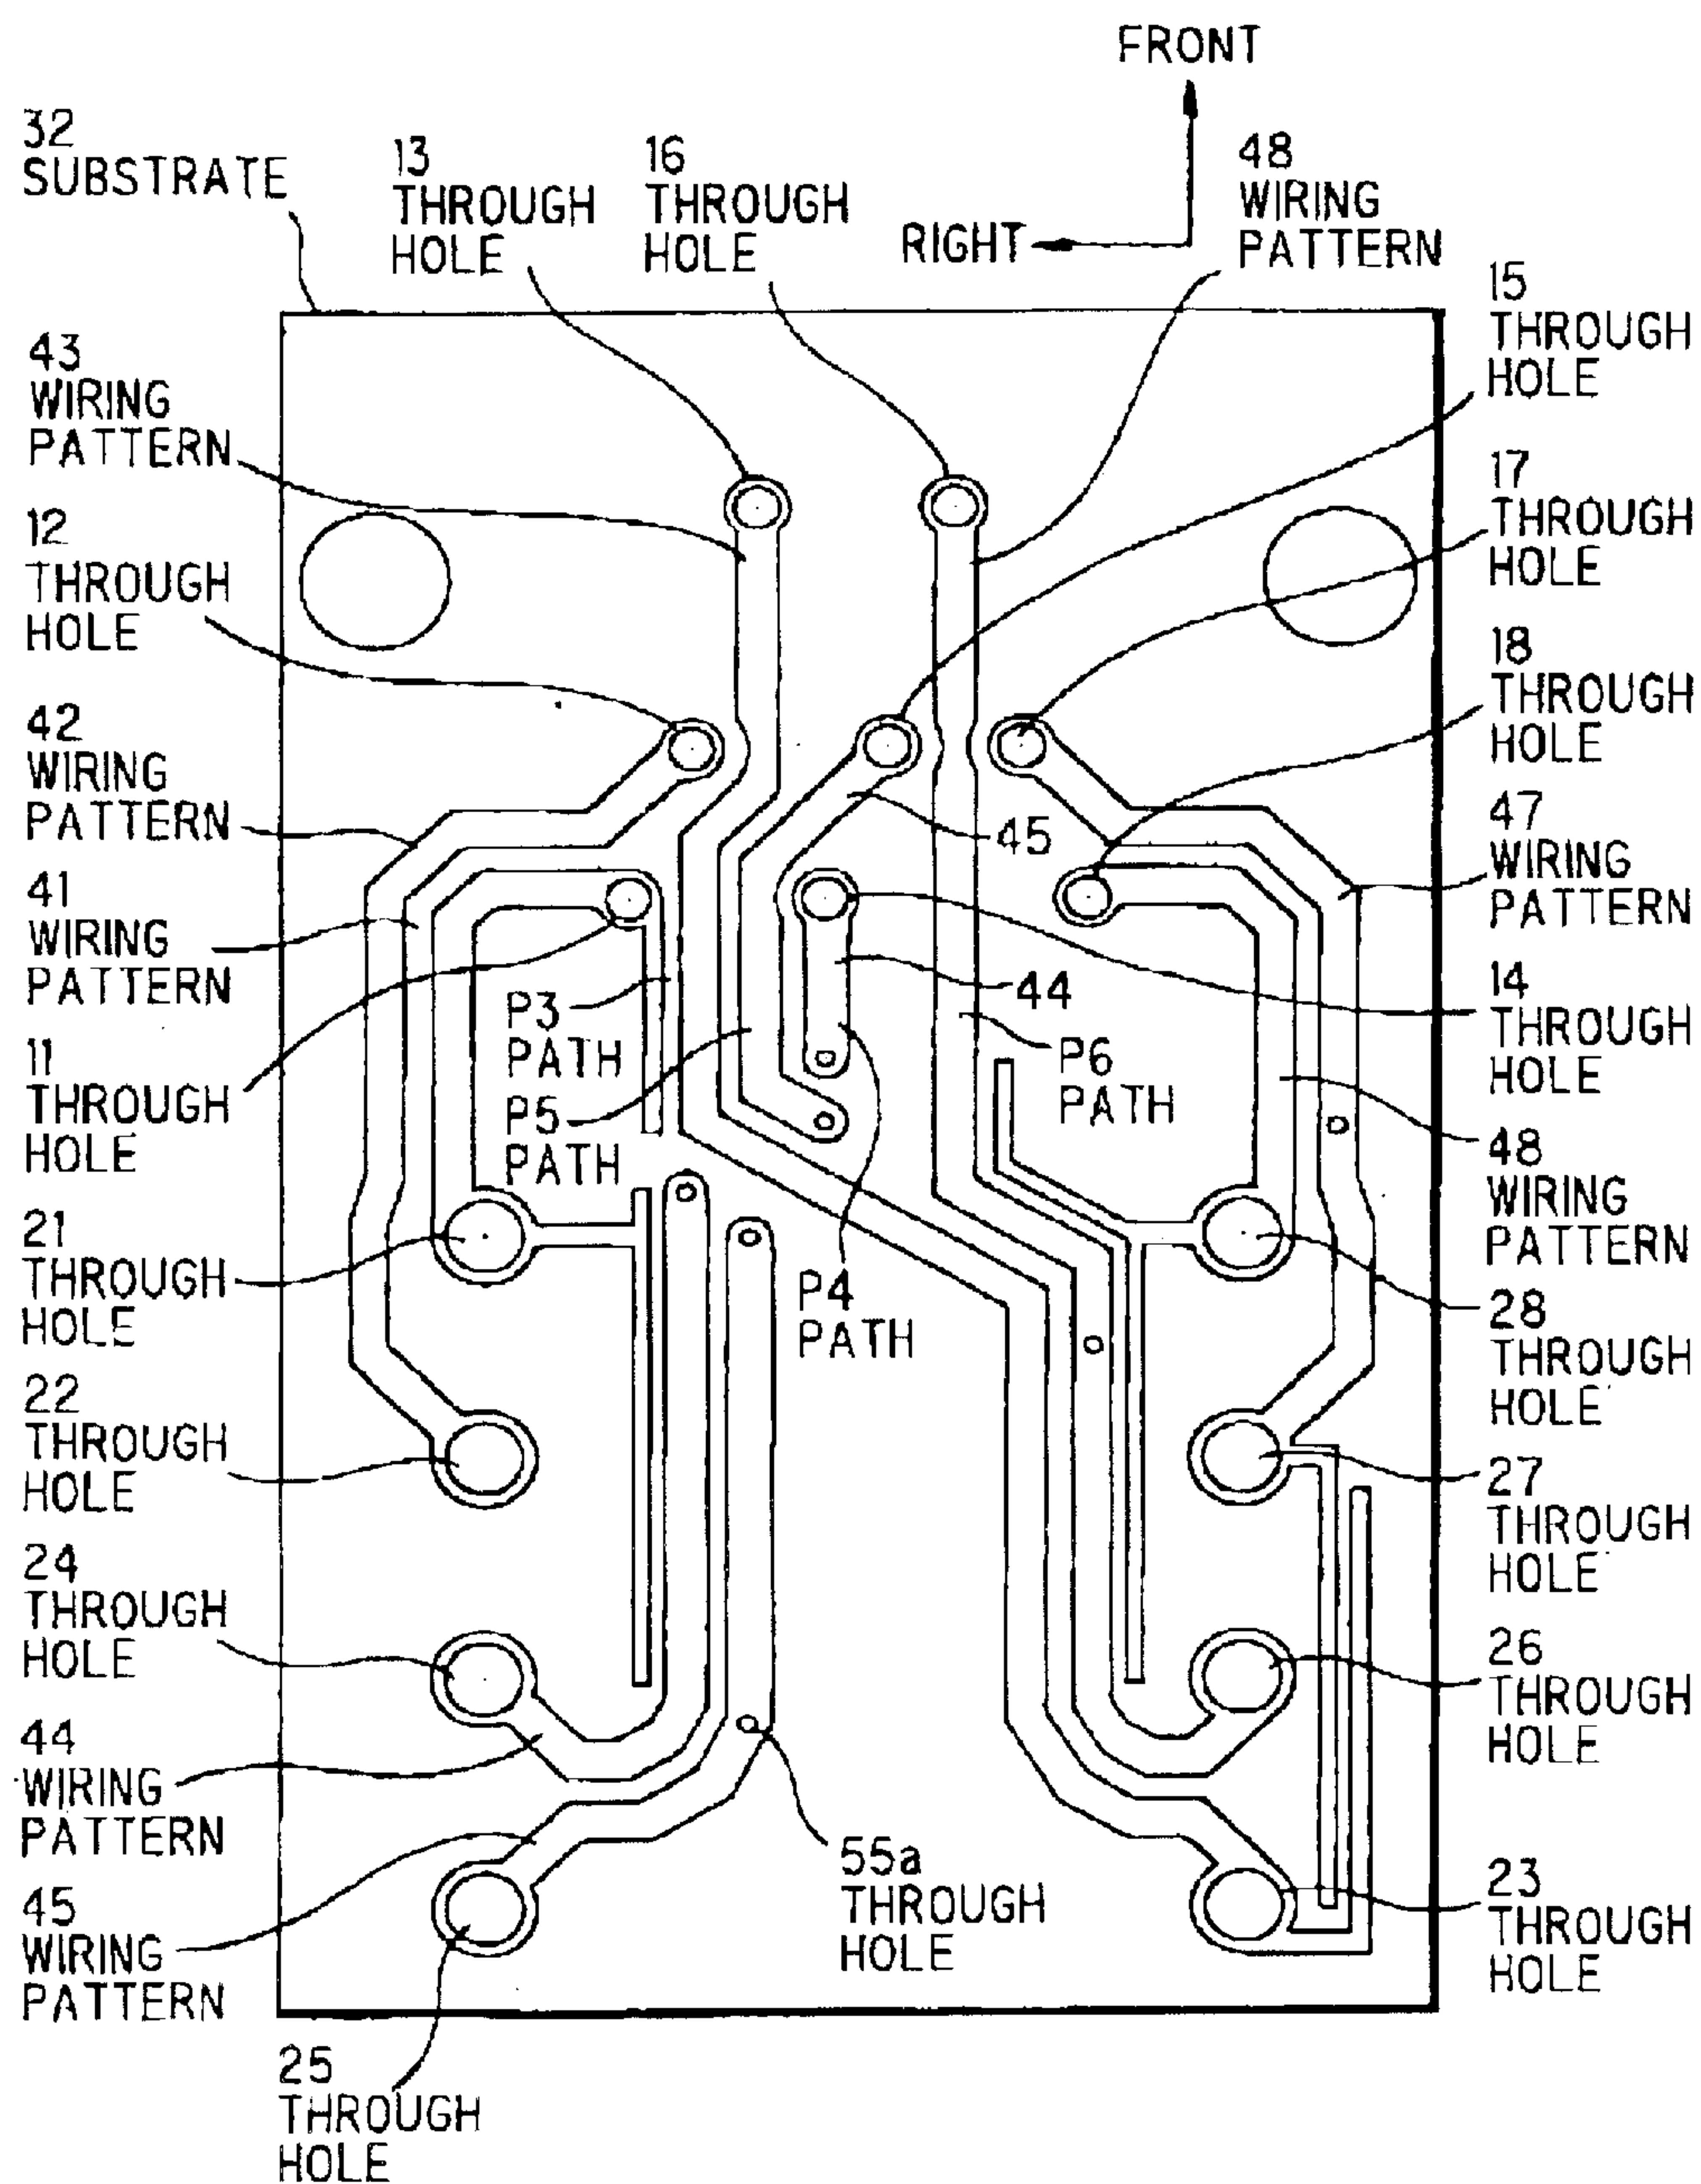 FRONT
32
SUBSTRATE
13
THROUGH
HOLE
16
THROUGH
HOLE
RIGHT
48
WIRING
PATTERN
15
THROUGH
HOLE
43
WIRING
PATTERN
17
THROUGH
HOLE
12
THROUGH
HOLE
18
THROUGH
HOLE
42
WIRING
PATTERN
45
47
WIRING
PATTERN
41
WIRING
PATTERN
P3
PATH
44
14
THROUGH
HOLE
11
THROUGH
HOLE
P5
PATH
P6
PATH
48
WIRING
PATTERN
21
THROUGH
HOLE
P4
PATH
28
THROUGH
HOLE
22
THROUGH
HOLE
27
THROUGH
HOLE
24
THROUGH
HOLE
26
THROUGH
HOLE
44
WIRING
PATTERN
55a
THROUGH
HOLE
23
THROUGH
HOLE
45
WIRING
PATTERN
25
THROUGH
HOLE